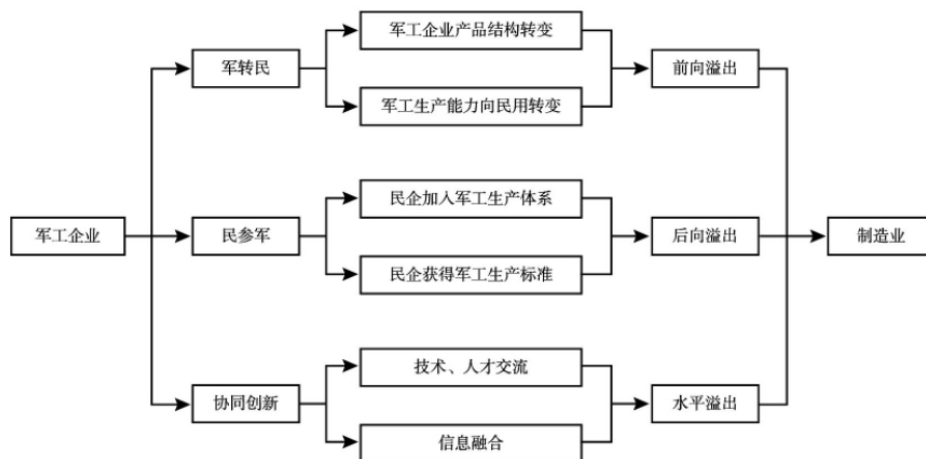 军工企业产品结构转变
军转民
前向溢出
军工生产能力向民用转变
民企加入军工生产体系
军工企业
民参军
后向溢出
制造业
民企获得军工生产标准
技术、人才交流
协同创新
水平溢出
信息融合